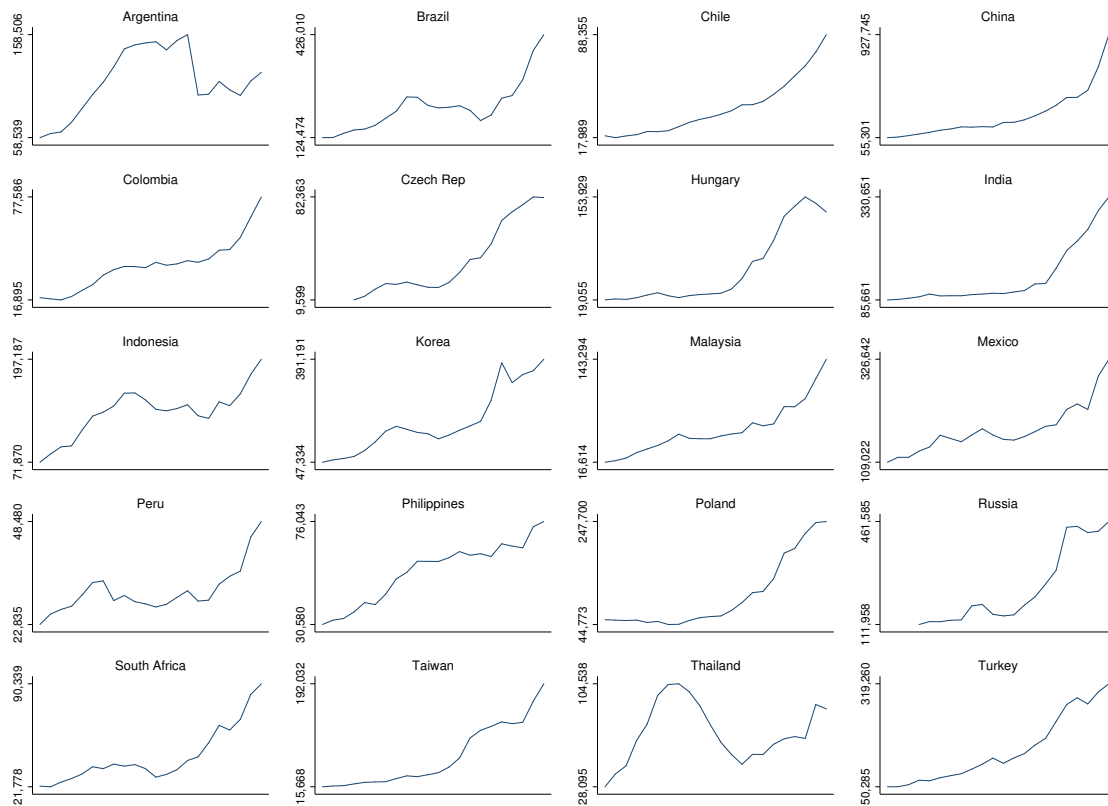 Argentina
158,506
58,539
Brazil
426,010
124,474
Chile
88,355
17,989
China
927,745
55,301
Colombia
77,586
16,895
Czech Rep
82,363
9,599
Hungary
153,929
19,055
India
330,651
85,661
Indonesia
197,187
71,870
Korea
391,191
47,334
Malaysia
143,294
16,614
Mexico
326,642
109,022
Peru
48,480
22,835
Philippines
76,043
30,580
Poland
247,700
44,773
Russia
461,585
111,958
South Africa
90,339
21,778
Taiwan
192,032
15,668
Thailand
104,538
28,095
Turkey
319,260
50,285